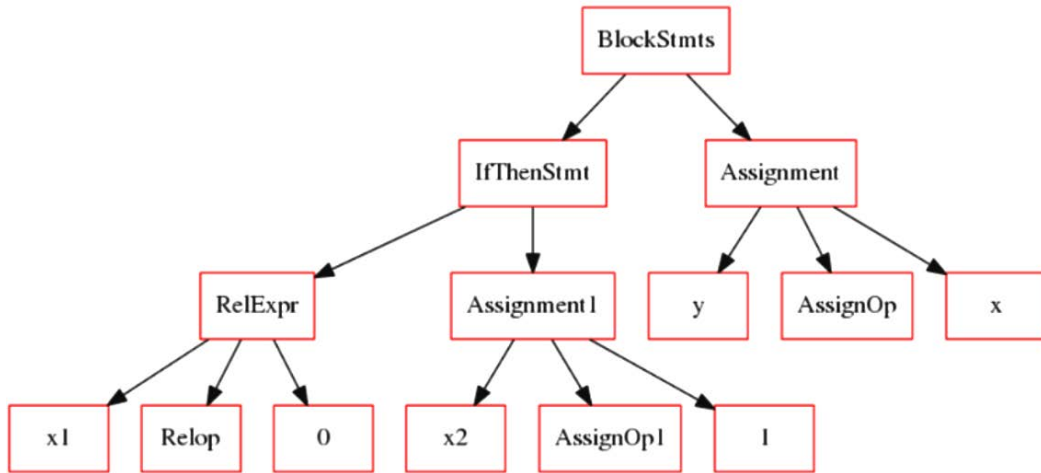 BlockStmts
IfThenStmt
Assignment
RelExpr
Assignment1
y
AssignOp
x
x1
Relop
0
x2
AssignOp1
1